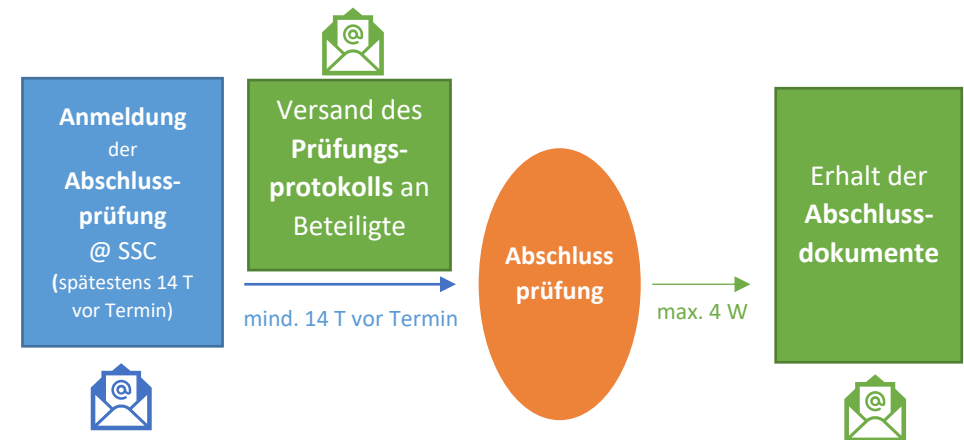 Anmeldung
der
Abschluss-
prüfung
@ SSC
(spätestens 14 T
vor Termin)
@
@
Versand des
Prüfungs-
protokolls an
Beteiligte
mind. 14 T vor Termin
Abschluss
prüfung
max. 4 W
Erhalt der
Abschluss-
dokumente
@